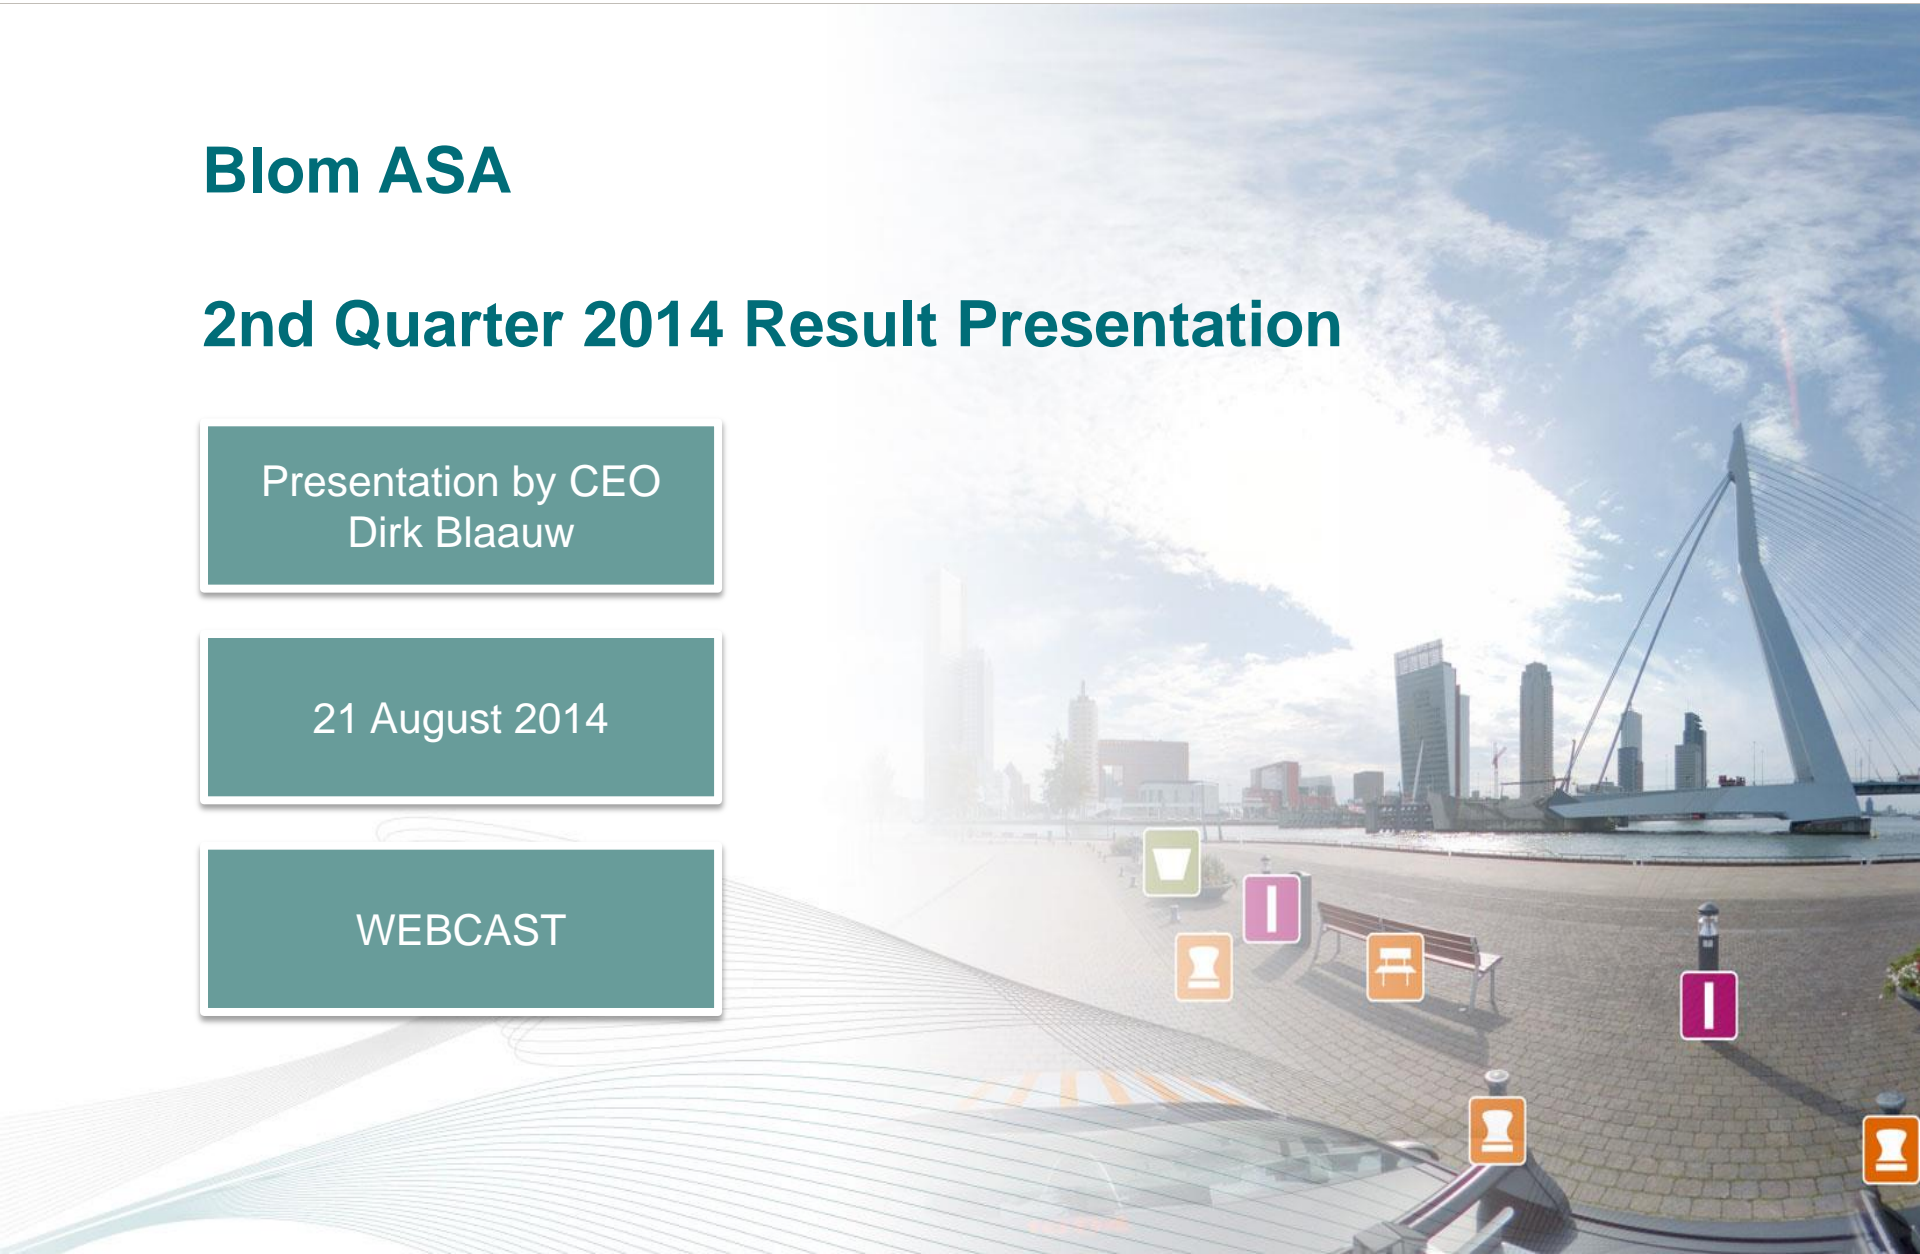 Blom ASA
2nd Quarter 2014 Result Presentation
Presentation by CEO
Dirk Blaauw
21 August 2014
WEBCAST